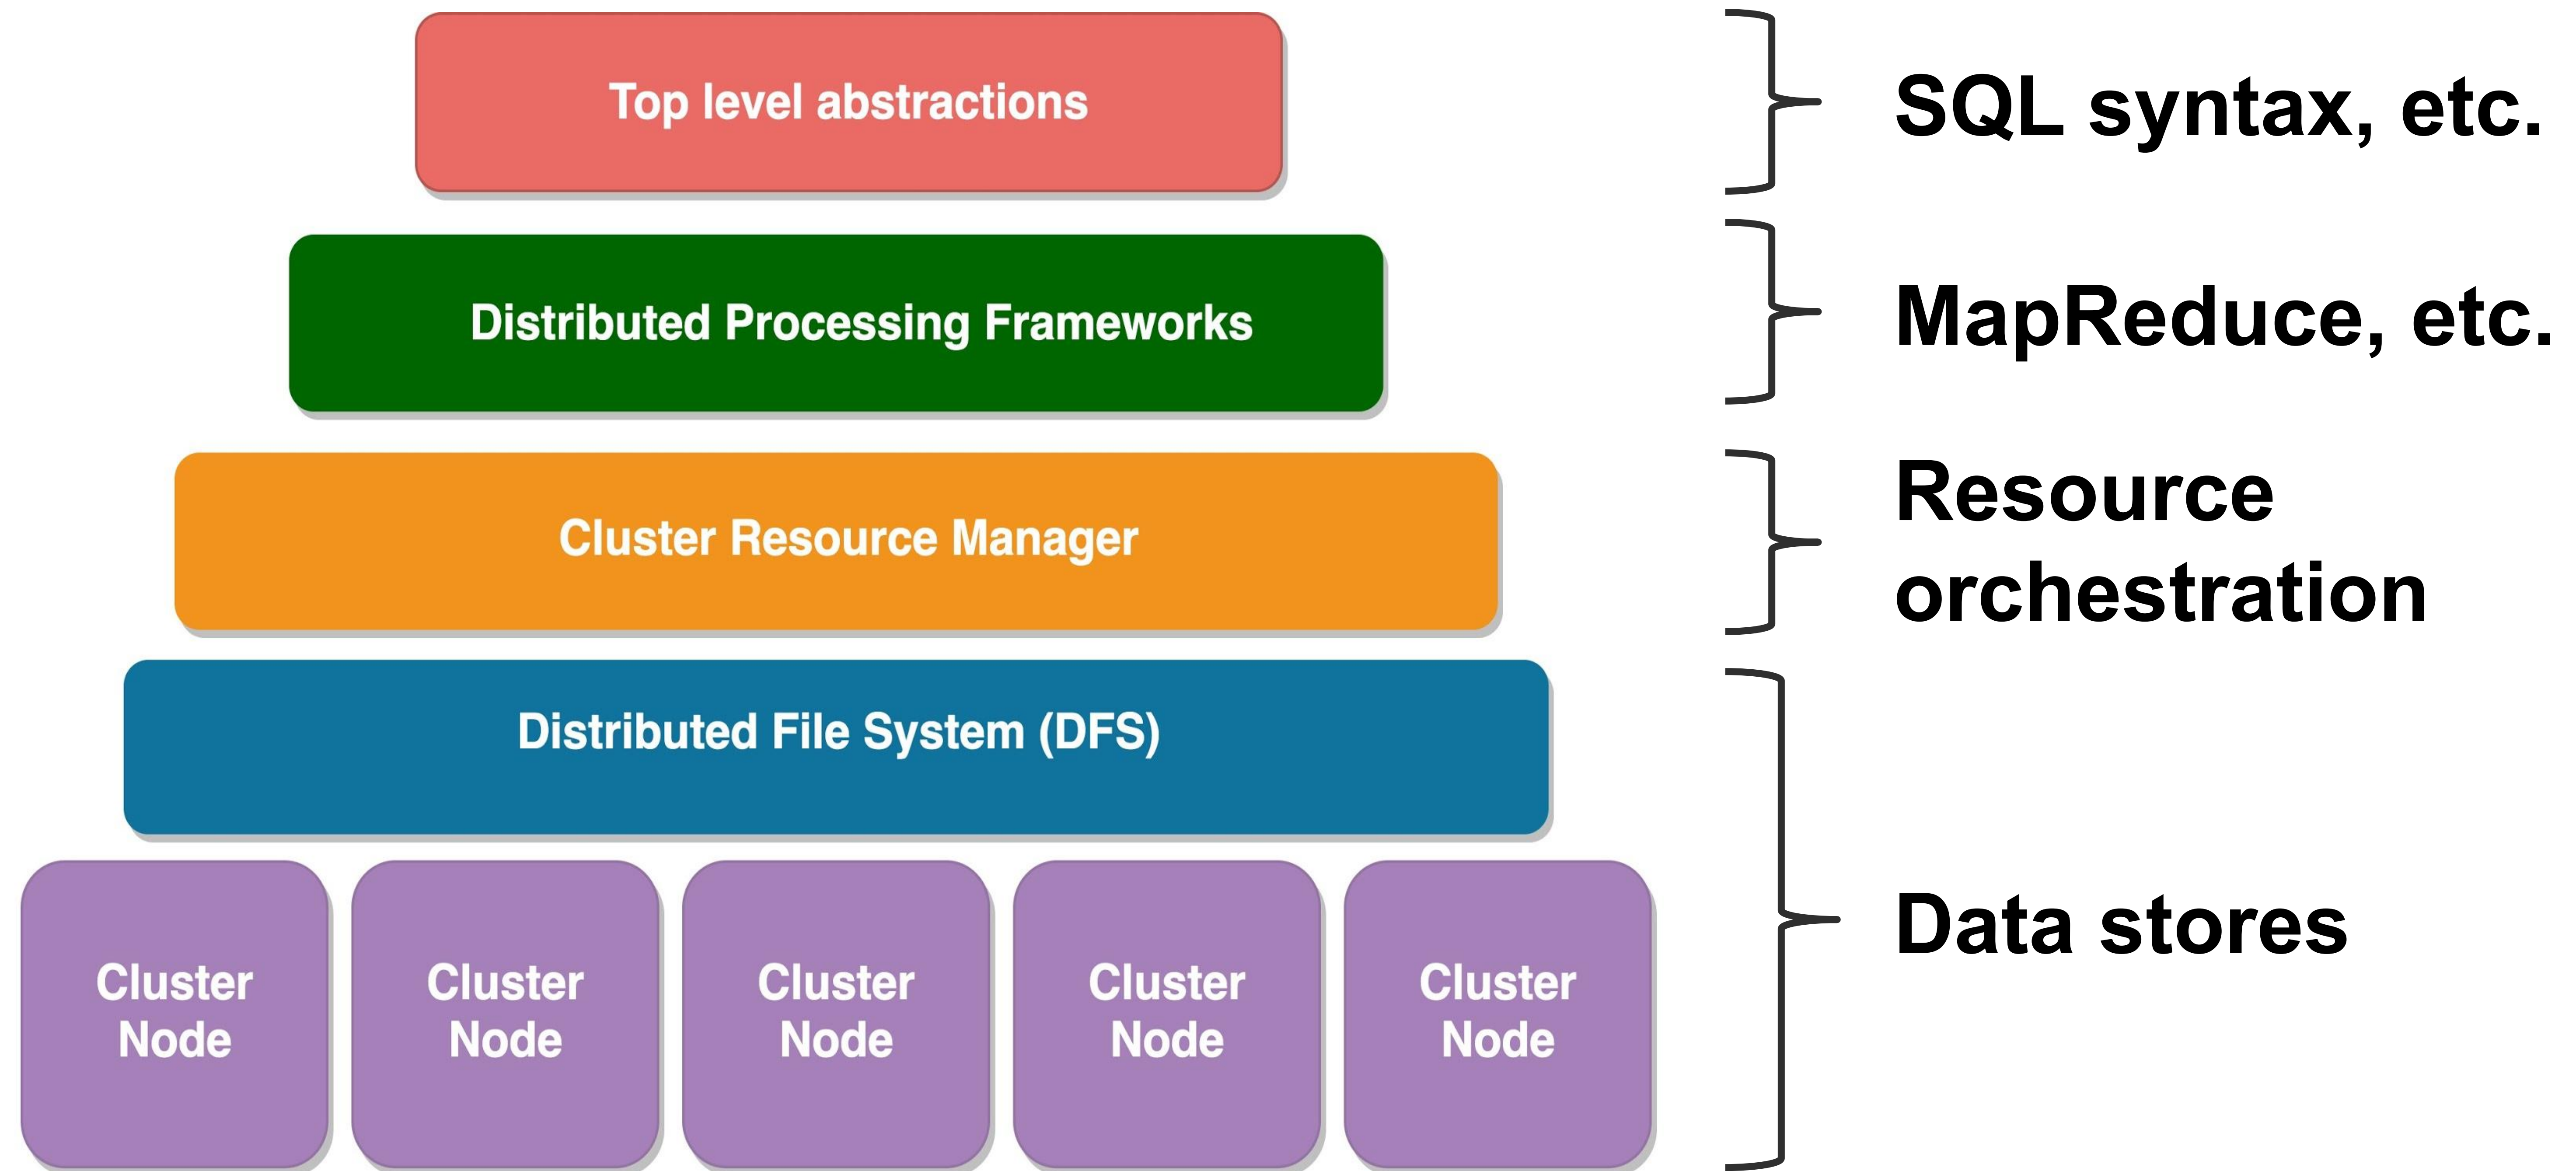 Top level abstractions
SQL syntax, etc.
Distributed Processing Frameworks
MapReduce, etc.
Cluster Resource Manager
Resource
orchestration
Distributed File System (DFS)
Data stores
Cluster
Node
Cluster
Node
Cluster
Node
Cluster
Node
Cluster
Node